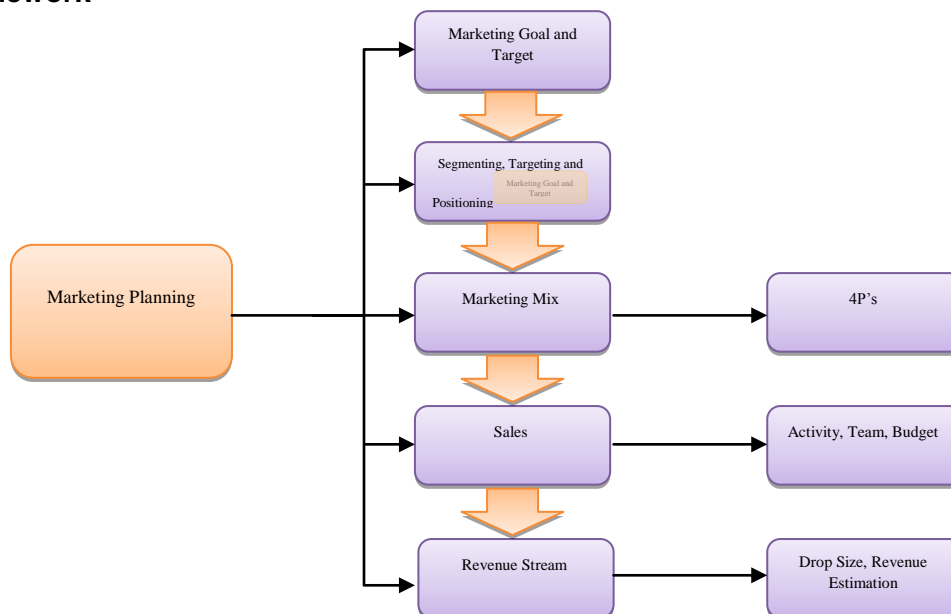 Marketing Goal and
Target
Segmenting, Targeting and
Marketing Goal and
Target
Positioning
Marketing Planning
Marketing Mix
4P’s
Sales
Activity, Team, Budget
Revenue Stream
Drop Size, Revenue
Estimation